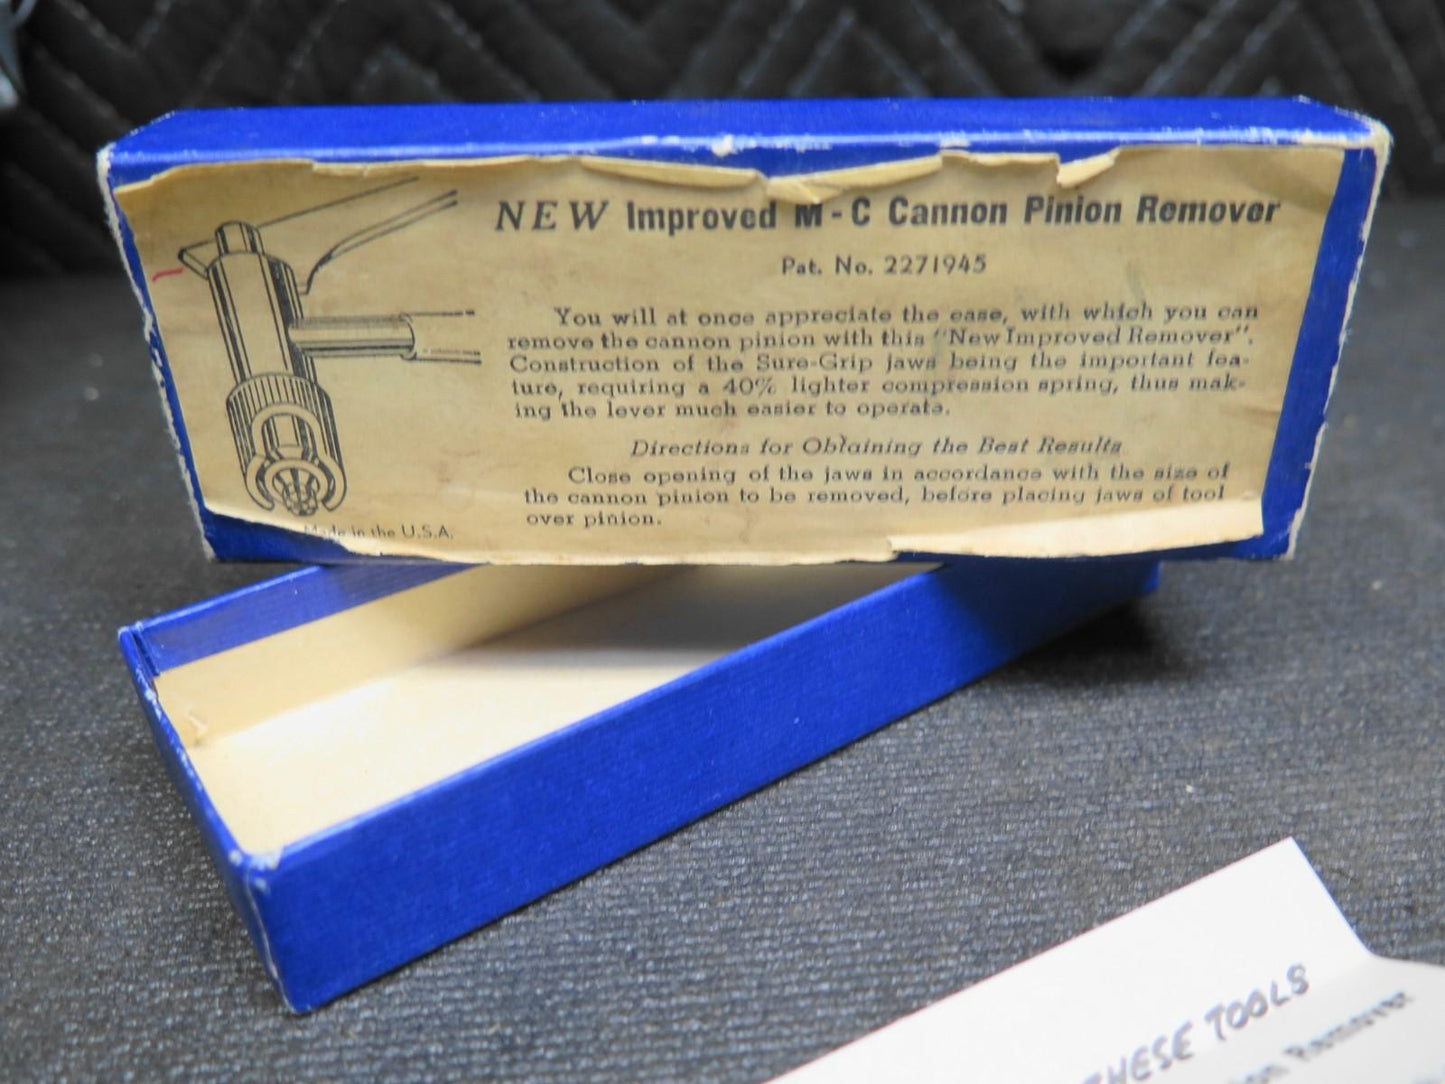 NEW Improved M-C Cannon Pinion Remover
Pat. No. 2271945
You will at once appreciate the ease, with which you can
remove the cannon pinion with this "New Improved Remover".
Construction of the Sure-Grip jaws being the important fea-
ture, requiring a 40% lighter compression spring, thus mak-
ing the lever much easier to operate.
Directions for Obtaining the Best Results
Close opening of the jaws in accordance with the size of
the cannon pinion to be removed, before placing jaws of tool
over pinion.
Made in the U.S.A.
THESE TOOLS
Remover